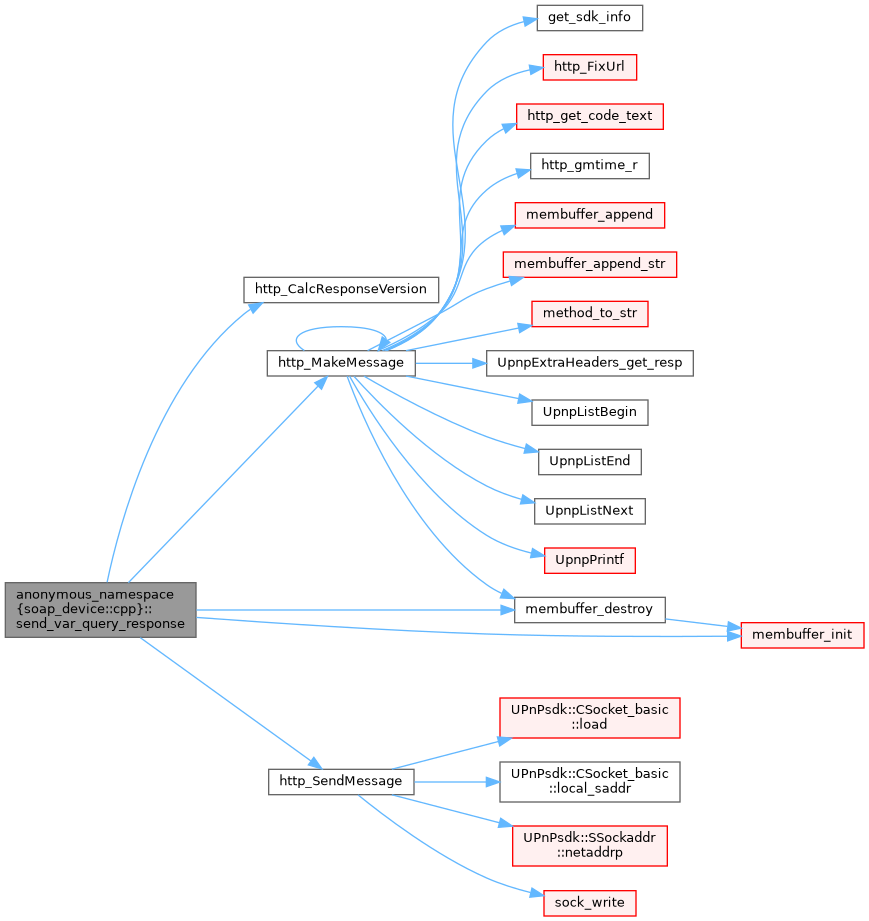 get_sdk_info
http_FixUrl
http_get_code_text
http_gmtime_r
membuffer_append
membuffer_append_str
http_CalcResponseVersion
method_to_str
http_MakeMessage
UpnpExtraHeaders_get_resp
UpnpListBegin
UpnpListEnd
UpnpListNext
UpnpPrintf
anonymous_namespace
{soap_device::cpp}::
send_var_query_response
membuffer_destroy
membuffer_init
UPnPsdk::CSocket_basic
::load
http_SendMessage
UPnPsdk::CSocket_basic
::local_saddr
UPnPsdk::SSockaddr
::netaddrp
sock_write